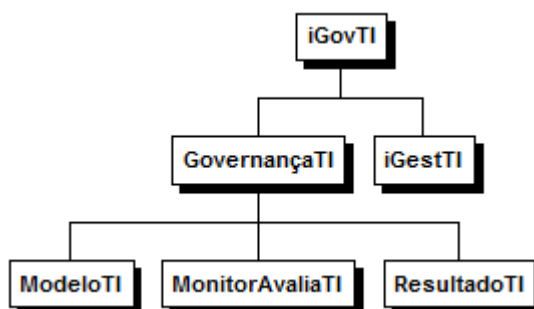 iGovTI
GovernançaTI
iGestTI
ModeloTI
MonitorAvaliaTI
ResultadoTI